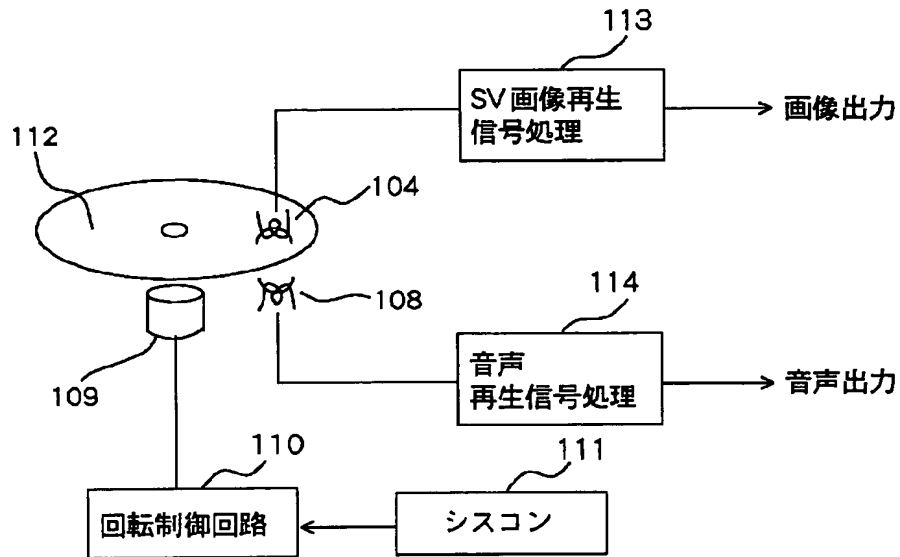 113
SV画像再生
信号処理
画像出力
112
104
108
114
109
音声
再生信号処理
音声出力
110
111
回転制御回路
シスコン